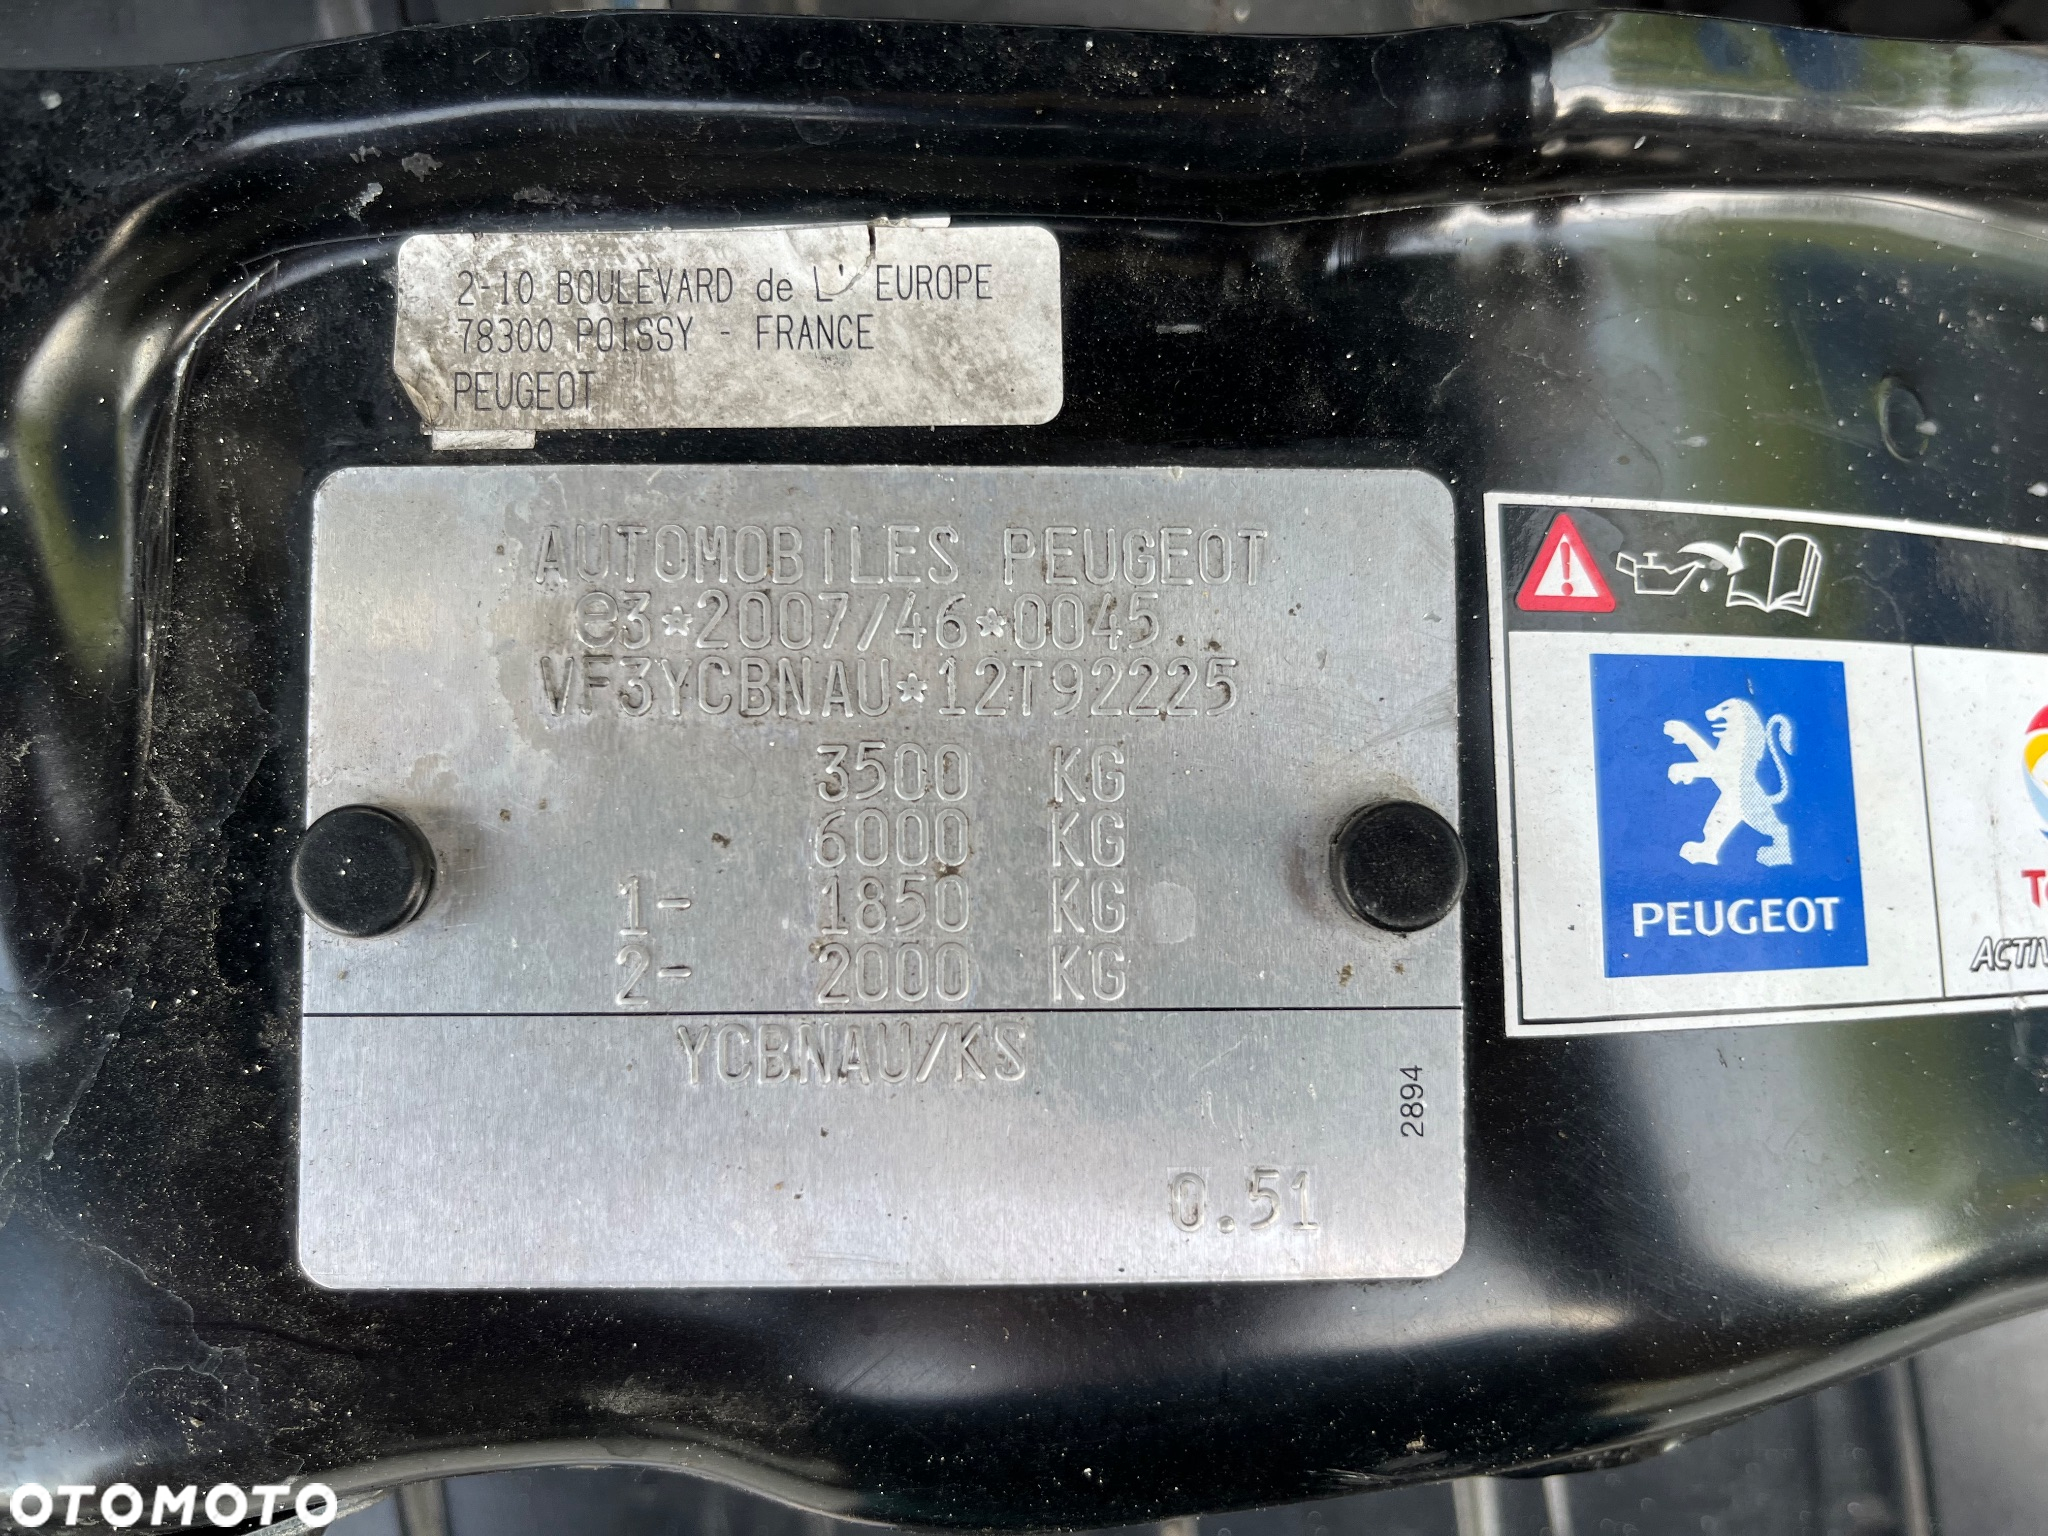 2-10 BOULEVARD de L' EUROPE
78300 POISSY - FRANCE
PEUGEOT
AUTOMOBILES PEUGEOT
e3*2007/46*0045
VF3YCBNAU*12T92225
3500 KG
6000 KG
1- 1850 KG
2- 2000 KG
YCBNAU/KS
2894
0.51
PEUGEOT
OTOMOTO